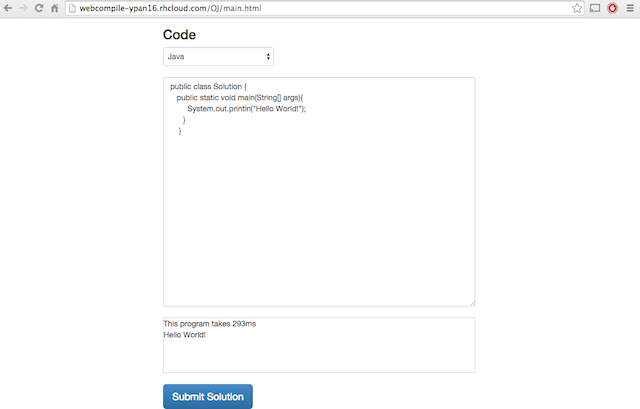 webcompile-ypan16.rhcloud.com/OJ/main.html
Code
Java
public class Solution {
public static void main(String[] args){
System.out.println("Hello World!");
}
}
This program takes 293ms
Hello World!
Submit Solution